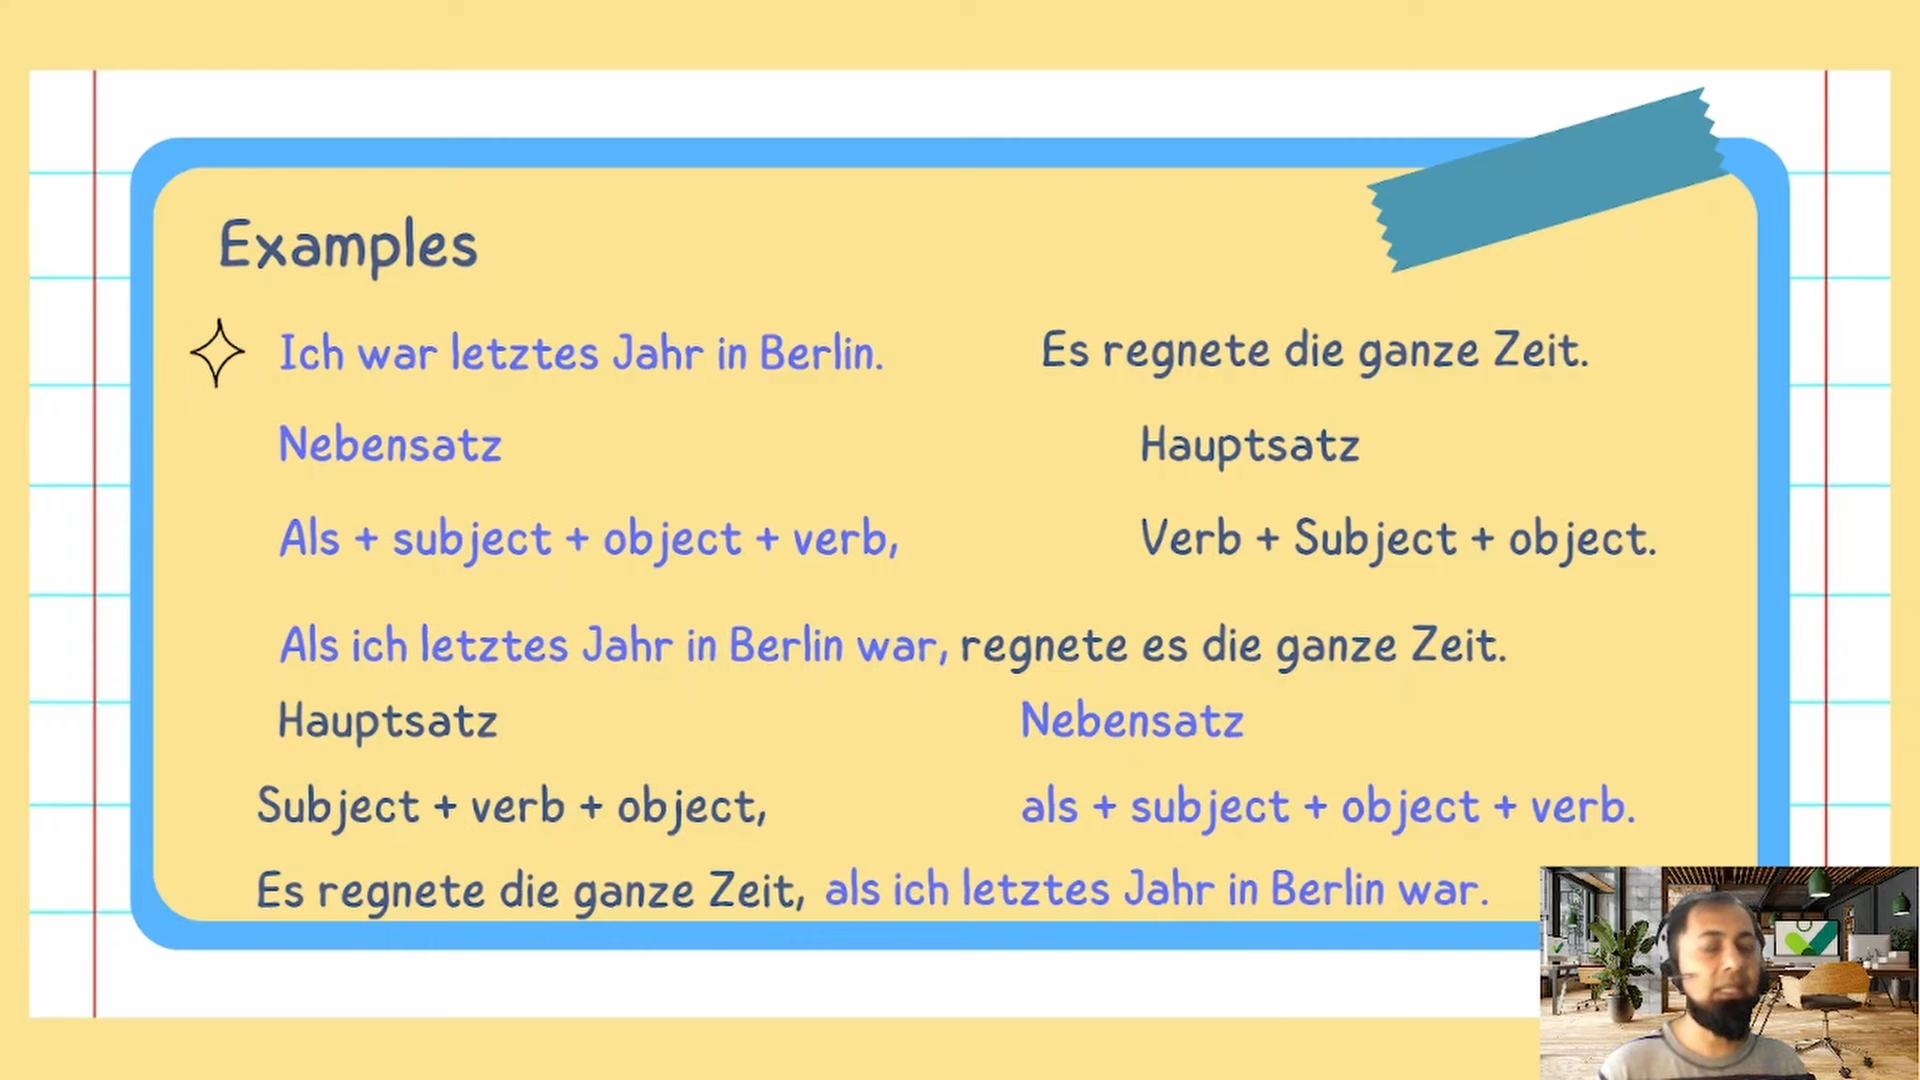 Examples
Ich war letztes Jahr in Berlin. Es regnete die ganze Zeit.
Nebensatz Hauptsatz
Als + subject + object + verb, Verb + Subject + object.
Als ich letztes Jahr in Berlin war, regnete es die ganze Zeit.
Hauptsatz Nebensatz
Subject + verb + object, als + subject + object + verb.
Es regnete die ganze Zeit, als ich letztes Jahr in Berlin war.